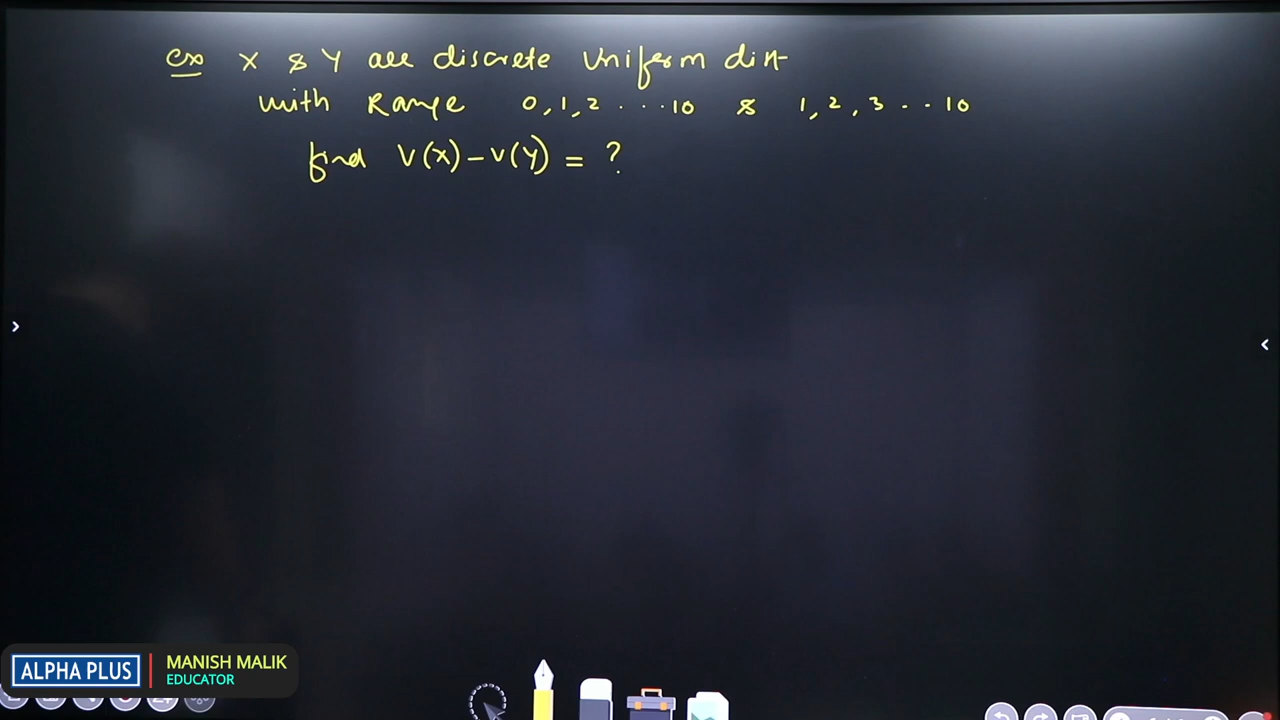 ex X & Y are discrete Uniform dist
with Range 0, 1, 2 ....10 & 1, 2, 3 ... 10
find V(X) - V(Y) = ?
ALPHA PLUS
MANISH MALIK
EDUCATOR